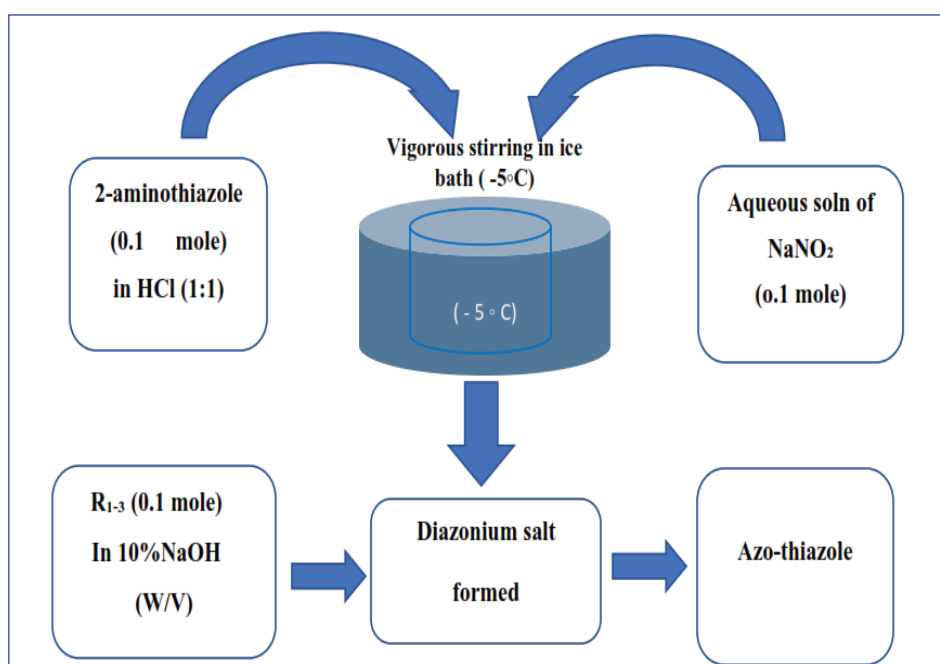 Vigorous stirring in ice
bath ( -5◦C)
2-aminothiazole
(0.1 mole)
in HCl (1:1)
Aqueous soln of
NaNO₂
(o.1 mole)
( - 5 ◦ C)
R₁₋₃ (0.1 mole)
In 10%NaOH
(W/V)
Diazonium salt
formed
Azo-thiazole